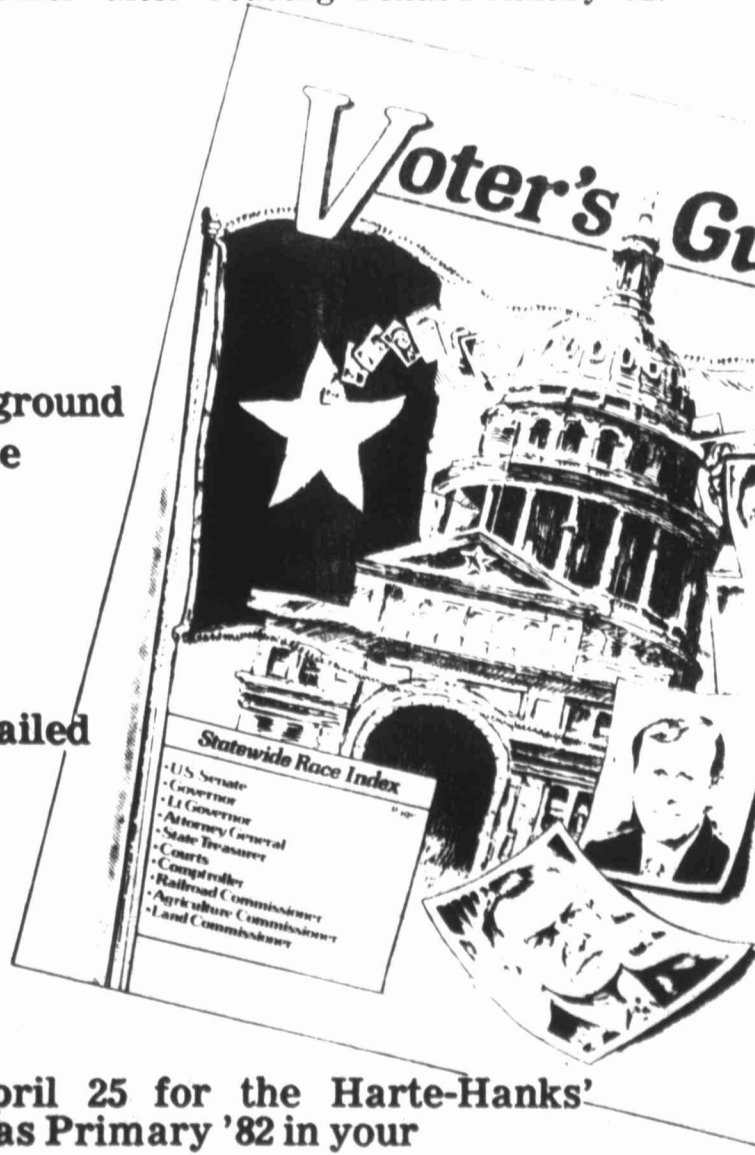 Voter's Gu
ground
e
ailed
Statewide Race Index
•U.S. Senate
•Governor
•Lt Governor
•Attorney General
•State Treasurer
•Courts
•Comptroller
•Railroad Commissioner
•Agriculture Commissioner
•Land Commissioner
pril 25 for the Harte-Hanks'
as Primary '82 in your